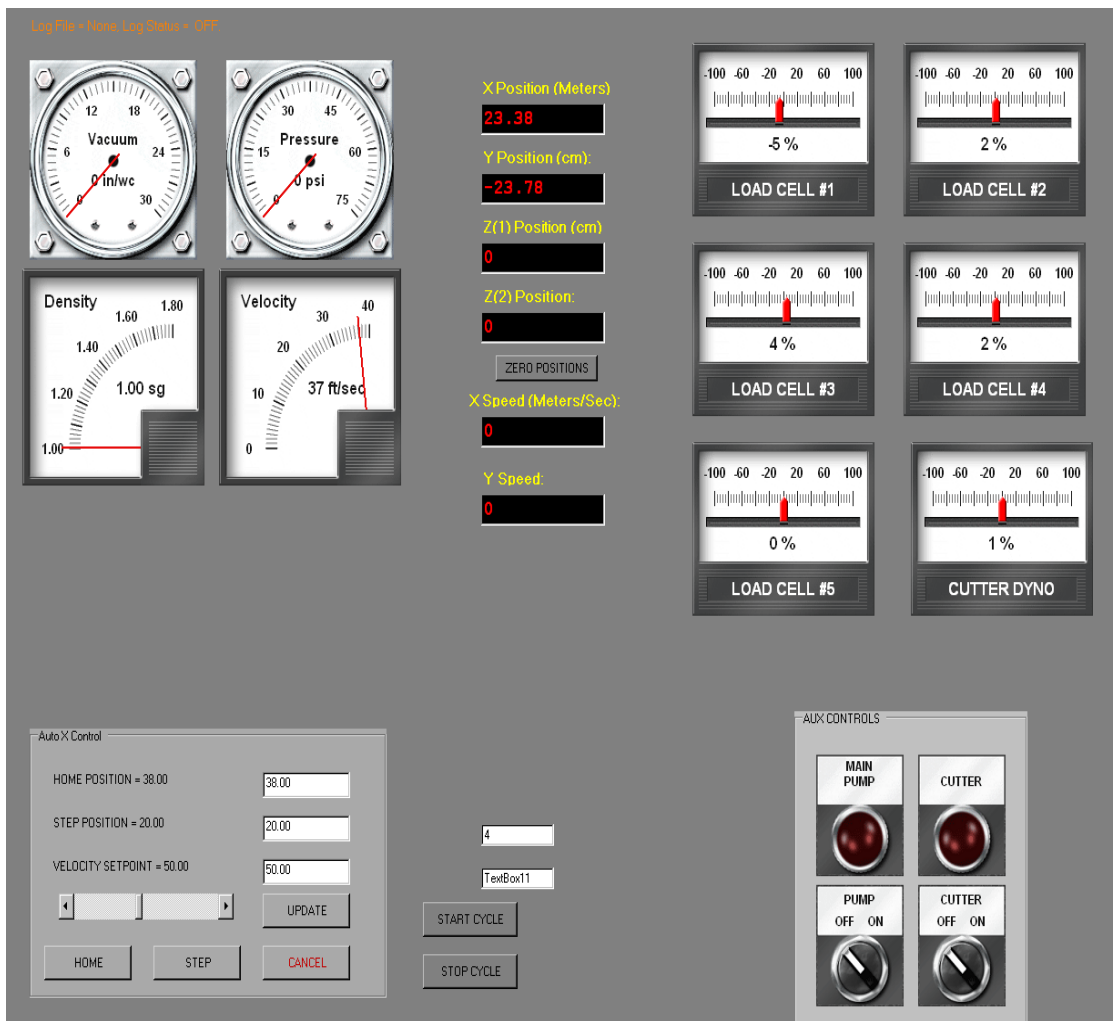 Log File = None, Log Status = OFF.
12 18
Vacuum
6 24
0 in/wc
0 30
30 45
Pressure
15 60
0 psi
0 75
Density
1.00 1.20 1.40 1.60 1.80
1.00 sg
Velocity
0 10 20 30 40
37 ft/sec
X Position (Meters)
23.38
Y Position (cm):
-23.78
Z(1) Position (cm)
0
Z(2) Position:
0
ZERO POSITIONS
X Speed (Meters/Sec):
0
Y Speed:
0
-100 -60 -20 20 60 100
-5 %
LOAD CELL #1
-100 -60 -20 20 60 100
2 %
LOAD CELL #2
-100 -60 -20 20 60 100
4 %
LOAD CELL #3
-100 -60 -20 20 60 100
2 %
LOAD CELL #4
-100 -60 -20 20 60 100
0 %
LOAD CELL #5
-100 -60 -20 20 60 100
1 %
CUTTER DYNO
Auto X Control
HOME POSITION = 38.00
38.00
STEP POSITION = 20.00
20.00
VELOCITY SETPOINT = 50.00
50.00
UPDATE
HOME
STEP
CANCEL
4
TextBox11
START CYCLE
STOP CYCLE
AUX CONTROLS
MAIN
PUMP
CUTTER
PUMP
OFF ON
CUTTER
OFF ON